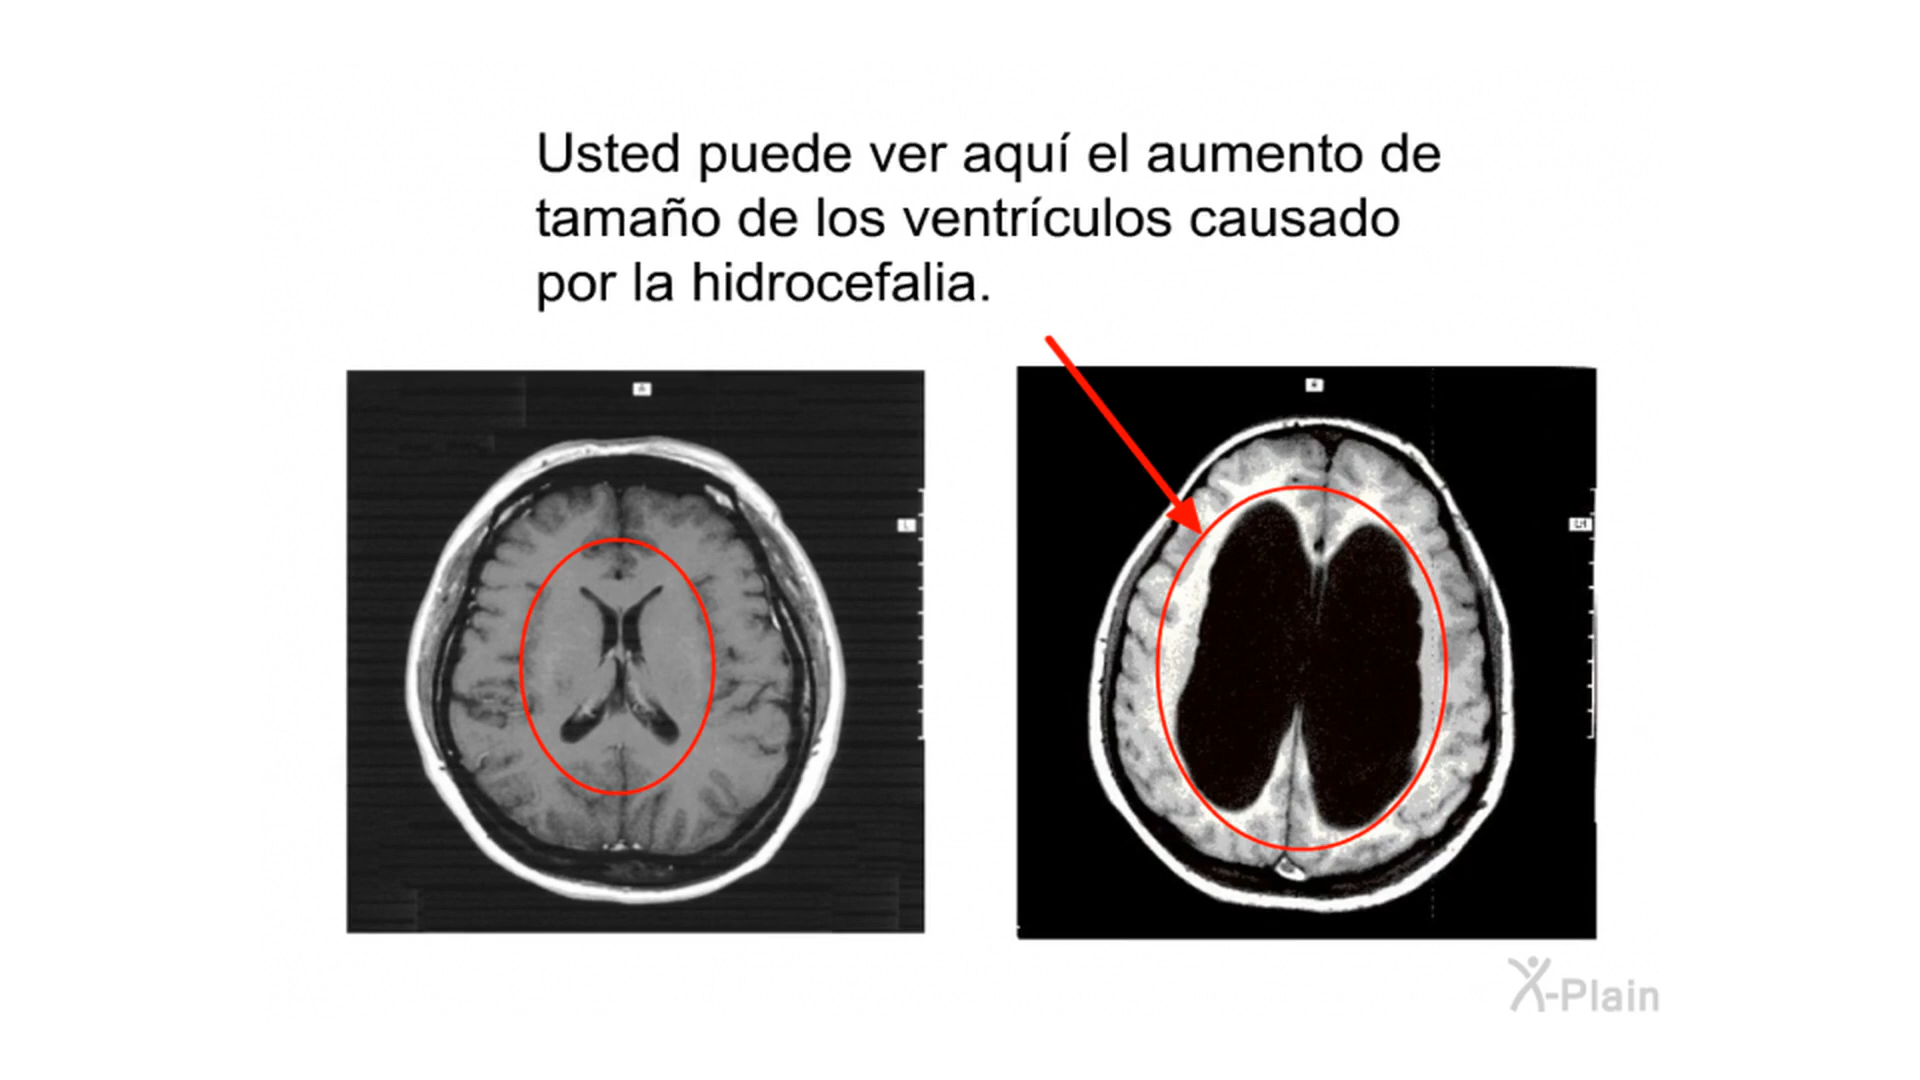 Usted puede ver aquí el aumento de
tamaño de los ventrículos causado
por la hidrocefalia.
A
L
X-Plain